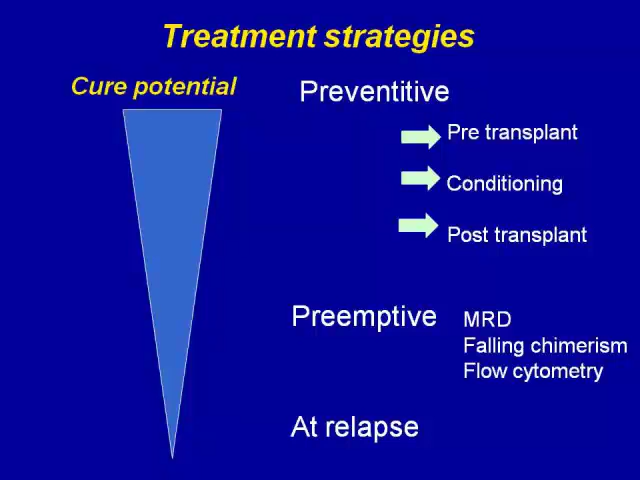 Treatment strategies
Cure potential
Preventitive
Pre transplant
Conditioning
Post transplant
Preemptive
MRD
Falling chimerism
Flow cytometry
At relapse